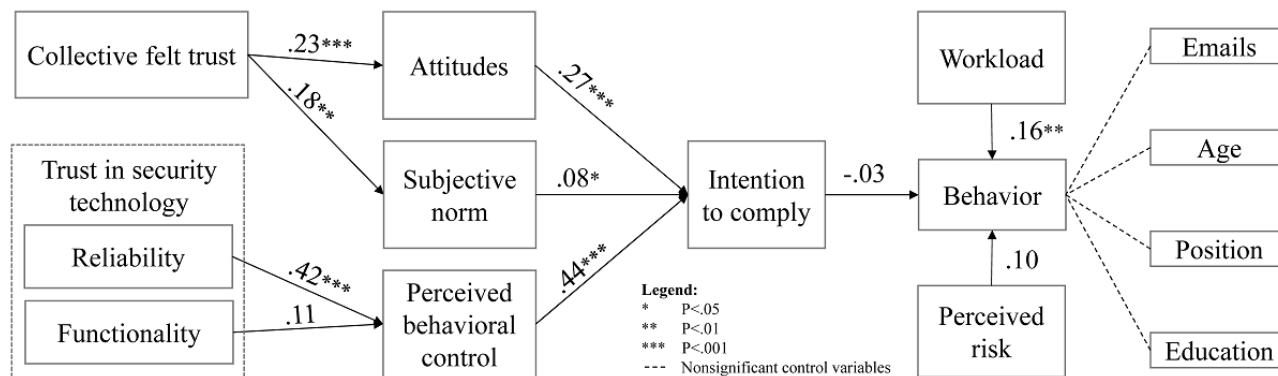 Collective felt trust
.23***
.18**
Attitudes
.27***
Workload
.16**
Emails
Age
Trust in security
technology
Reliability
Functionality
.42***
.11
Subjective
norm
.08*
Perceived
behavioral
control
.44***
Intention
to comply
-.03
Behavior
.10
Perceived
risk
Position
Education
Legend:
* P<.05
** P<.01
*** P<.001
--- Nonsignificant control variables